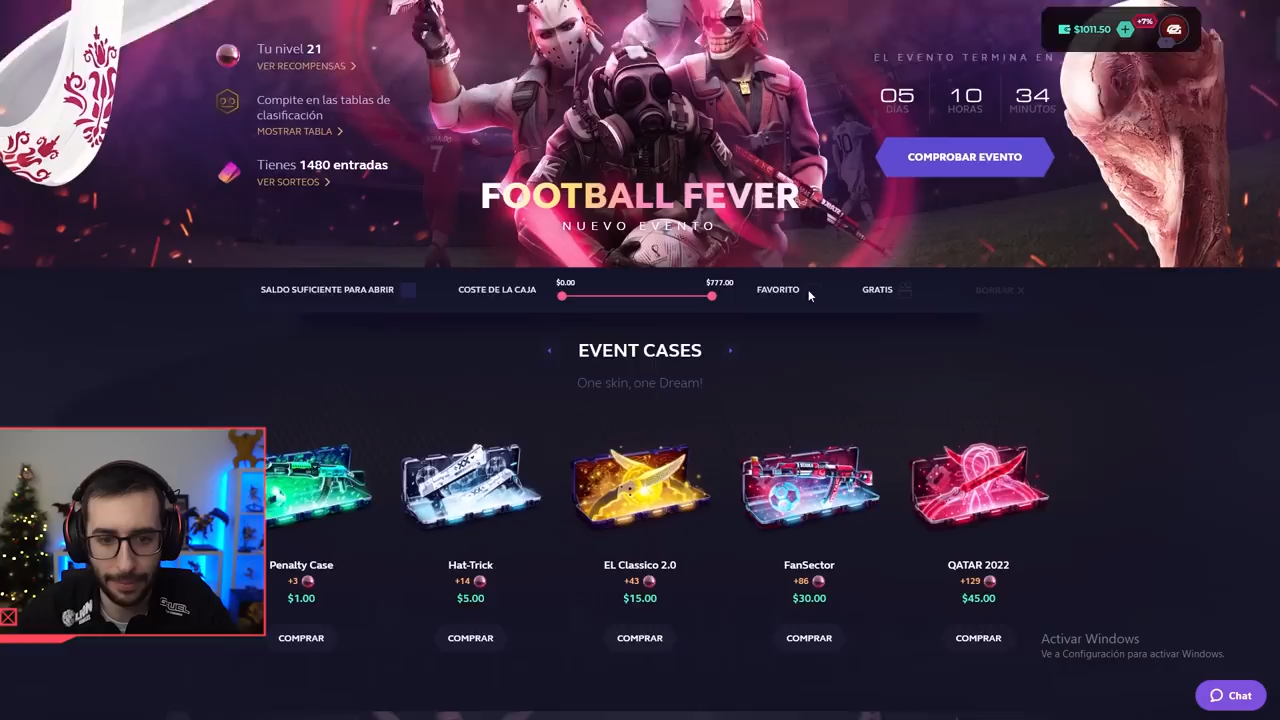 Tu nivel 21
VER RECOMPENSAS >
Compite en las tablas de
clasificación
MOSTRAR TABLA >
Tienes 1480 entradas
VER SORTEOS >
$1011.50
+7%
EL EVENTO TERMINA EN
05 10 34
DÍAS HORAS MINUTOS
COMPROBAR EVENTO
FOOTBALL FEVER
NUEVO EVENTO
SALDO SUFICIENTE PARA ABRIR
COSTE DE LA CAJA
$0.00 $777.00
FAVORITO
GRATIS
BORRAR ×
EVENT CASES
One skin, one Dream!
Penalty Case Hat-Trick EL Classico 2.0 FanSector QATAR 2022
+3 +14 +43 +86 +129
$1.00 $5.00 $15.00 $30.00 $45.00
COMPRAR COMPRAR COMPRAR COMPRAR COMPRAR
Activar Windows
Ve a Configuración para activar Windows.
Chat